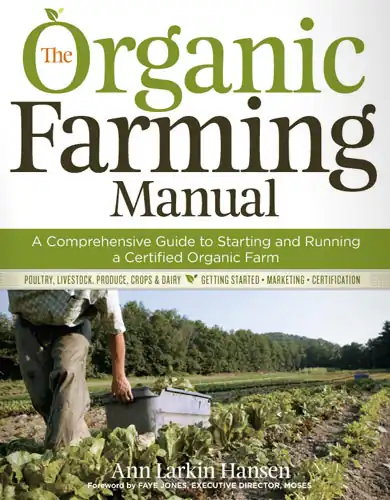 The Organic
Farming
Manual
A Comprehensive Guide to Starting and Running
a Certified Organic Farm
POULTRY, LIVESTOCK, PRODUCE, CROPS & DAIRY GETTING STARTED • MARKETING • CERTIFICATION
Ann Larkin Hansen
Foreword by FAYE JONES, EXECUTIVE DIRECTOR, MOSES